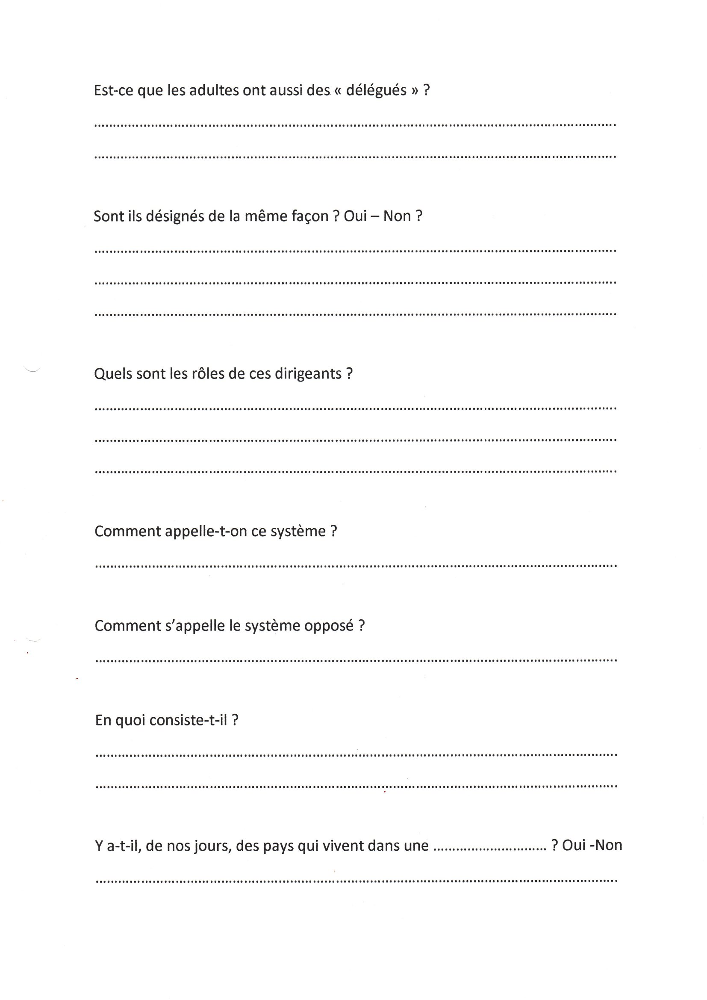 Est-ce que les adultes ont aussi des « délégués » ?
Sont ils désignés de la même façon ? Oui – Non ?
Quels sont les rôles de ces dirigeants ?
Comment appelle-t-on ce système ?
Comment s’appelle le système opposé ?
En quoi consiste-t-il ?
Y a-t-il, de nos jours, des pays qui vivent dans une .............................. ? Oui -Non